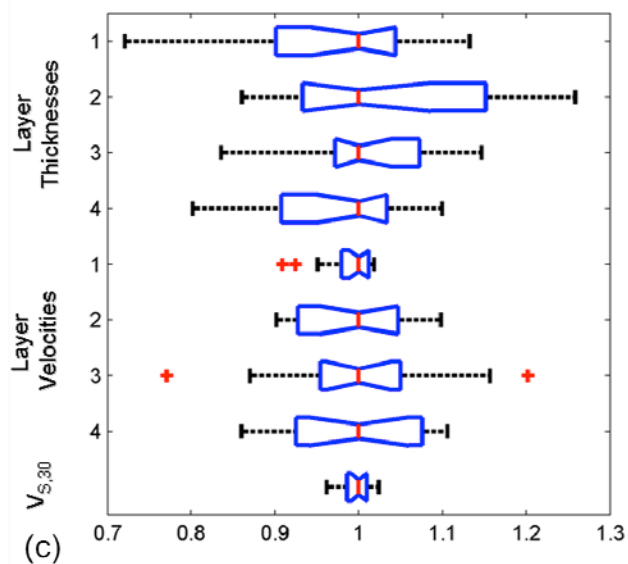 Layer
Thicknesses
1
2
3
4
Layer
Velocities
1
2
3
4
V_S,30
(c)
0.7
0.8
0.9
1
1.1
1.2
1.3